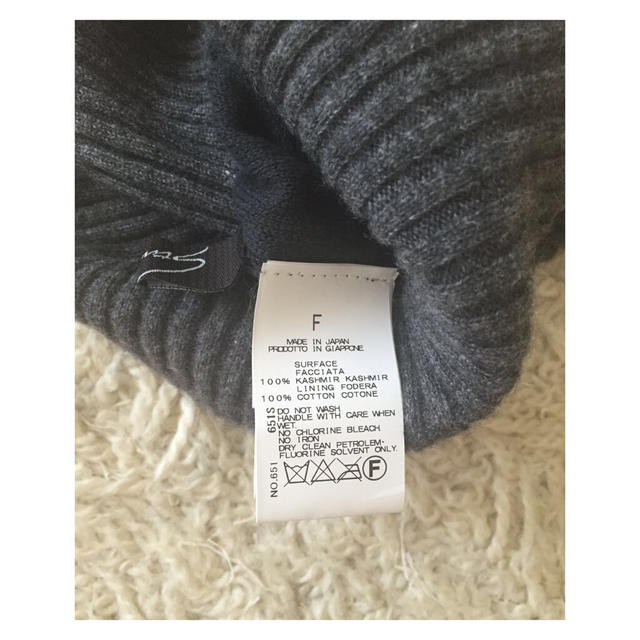 F
MADE IN JAPAN
PRODOTTO IN GIAPPONE
SURFACE
FACCIATA
100% KASHMIR KASHMIR
LINING FODERA
100% COTTON COTONE
DO NOT WASH
HANDLE WITH CARE WHEN
WET.
NO CHLORINE BLEACH
NO IRON
DRY CLEAN PETROLEM-
FLUORINE SOLVENT ONLY.
F
NO.651 651S